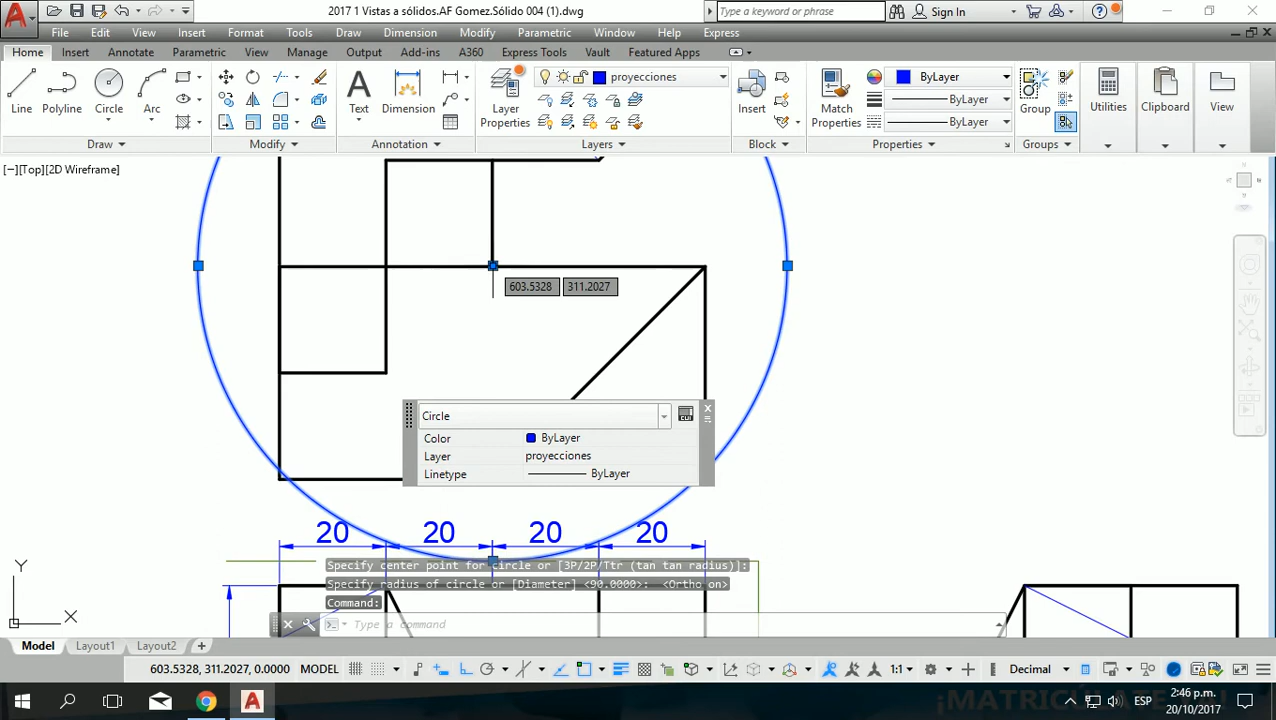 2017 1 Vistas a sólidos.AF Gomez.Sólido 004 (1).dwg
Type a keyword or phrase
Sign In
File Edit View Insert Format Tools Draw Dimension Modify Parametric Window Help Express
Home Insert Annotate Parametric View Manage Output Add-ins A360 Express Tools Vault Featured Apps
proyecciones
ByLayer
Line Polyline Circle Arc
Text Dimension
Layer Properties
ByLayer
Insert
Match Properties
ByLayer
Group
Utilities
Clipboard
View
Draw Modify Annotation Layers Block Properties Groups
[−][Top][2D Wireframe]
603.5328 311.2027
Circle
Color ByLayer
Layer proyecciones
Linetype ByLayer
20 20 20 20
Specify center point for circle or [3P/2P/Ttr (tan tan radius)]:
Specify radius of circle or [Diameter] <90.0000>: <Ortho on>
Command:
Type a command
Y
X
Model Layout1 Layout2
603.5328, 311.2027, 0.0000 MODEL
1:1
Decimal
¡MATRICÚLATE YA!
ESP
2:46 p.m.
20/10/2017